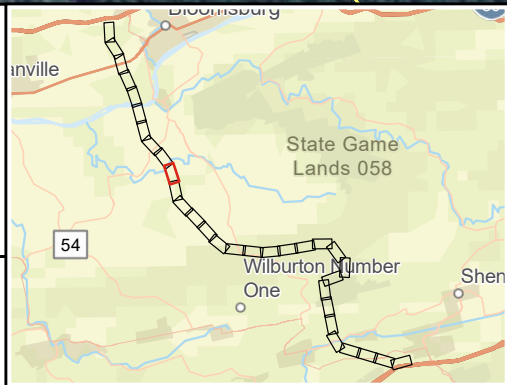 Bloomsburg
anville
State Game
Lands 058
54
Wilburton Number
One
Shen